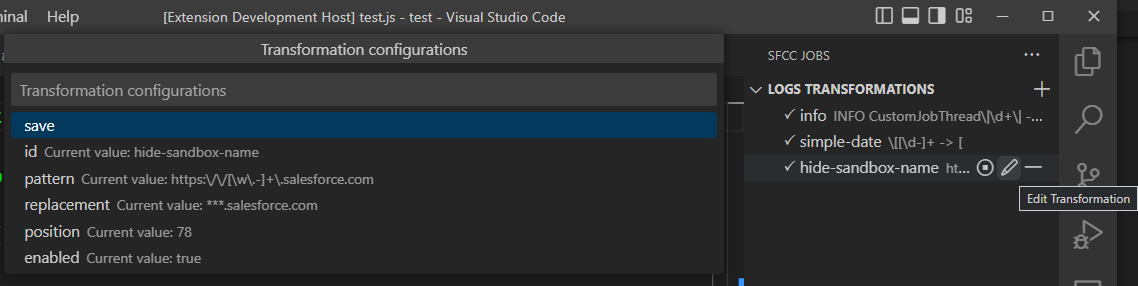 minal Help [Extension Development Host] test.js - test - Visual Studio Code
Transformation configurations
Transformation configurations
save
id Current value: hide-sandbox-name
pattern Current value: https:\/\/[\w\.-]+\.salesforce.com
replacement Current value: ***.salesforce.com
position Current value: 78
enabled Current value: true
SFCC JOBS
LOGS TRANSFORMATIONS
info INFO CustomJobThread\|\d+\| -...
simple-date \[[\d-]+ -> [
hide-sandbox-name ht...
Edit Transformation